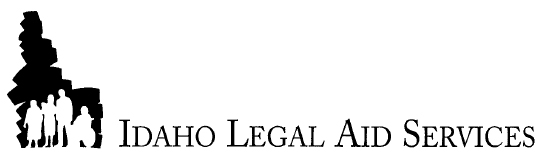 IDAHO LEGAL AID SERVICES